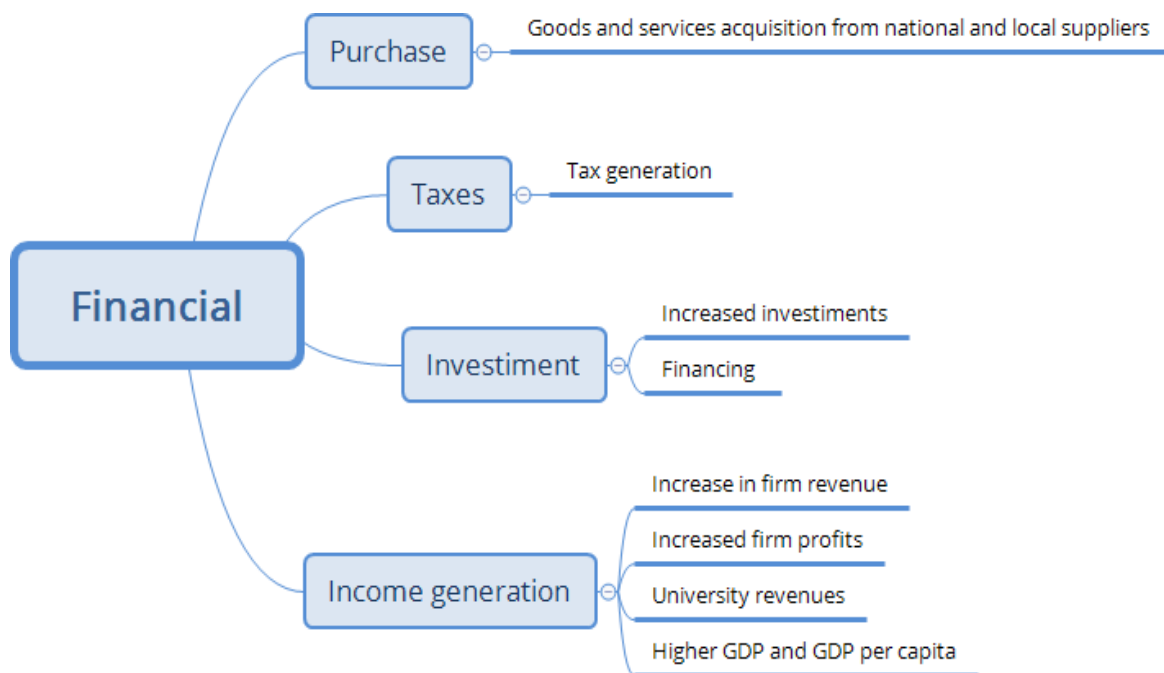 Financial
Purchase
Goods and services acquisition from national and local suppliers
Taxes
Tax generation
Investiment
Increased investiments
Financing
Income generation
Increase in firm revenue
Increased firm profits
University revenues
Higher GDP and GDP per capita